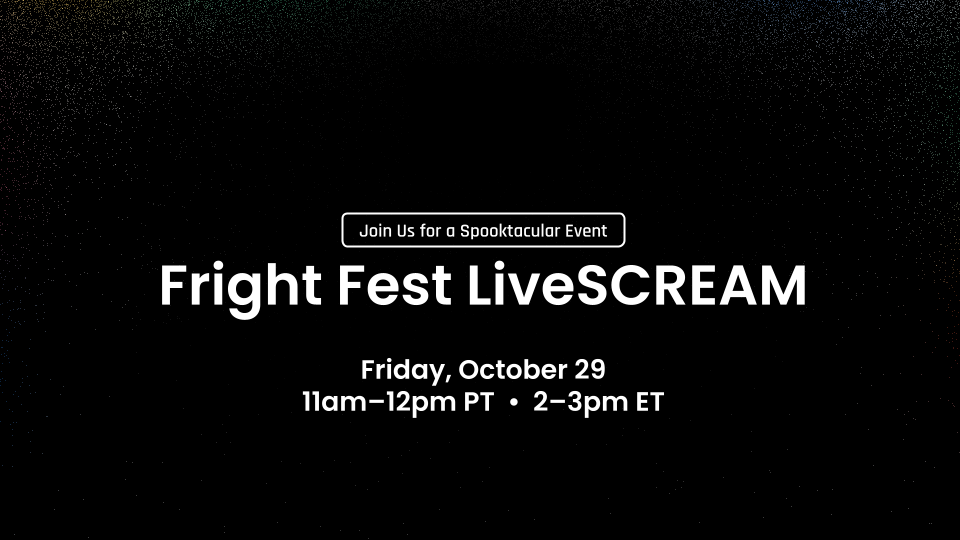 Join Us for a Spooktacular Event
Fright Fest LiveSCREAM
Friday, October 29
11am–12pm PT • 2–3pm ET